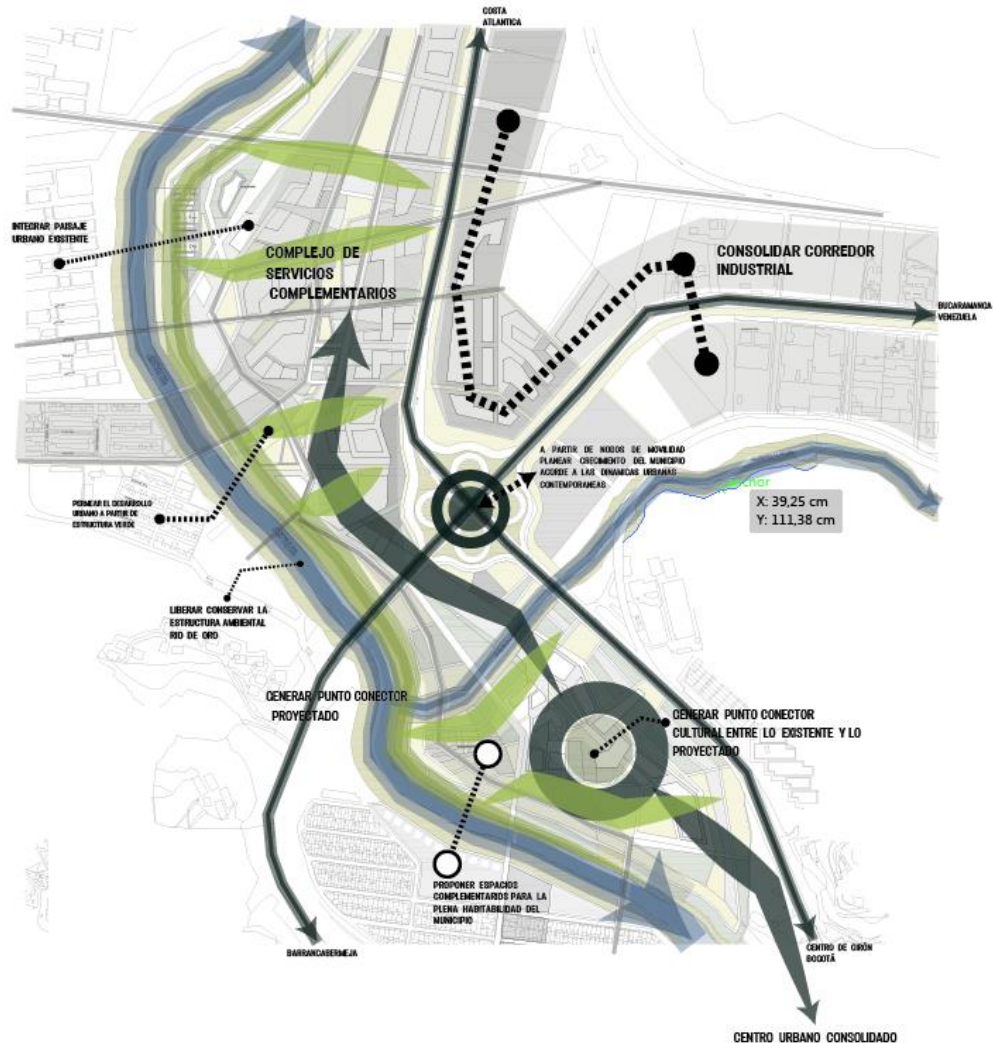 COSTA
ATLANTICA
INTEGRAR PAISAJE
URBANO EXISTENTE
COMPLEJO DE
SERVICIOS
COMPLEMENTARIOS
CONSOLIDAR CORREDOR
INDUSTRIAL
BUCARAMANGA
VENEZUELA
A PARTIR DE NODOS DE MOVILIDAD
PLANEAR CRECIMIENTO DEL MUNICIPIO
ACORDE A LAS DINAMICAS URBANAS
CONTEMPORANEAS
X: 39,25 cm
Y: 111,38 cm
PERMEAR EL DESARROLLO
URBANO A PARTIR DE
ESTRUCTURA VERDE
LIBERAR CONSERVAR LA
ESTRUCTURA AMBIENTAL
RIO DE ORO
GENERAR PUNTO CONECTOR
PROYECTADO
GENERAR PUNTO CONECTOR
CULTURAL ENTRE LO EXISTENTE Y LO
PROYECTADO
PROPONER ESPACIOS
COMPLEMENTARIOS PARA LA
PLENA HABITABILIDAD DEL
MUNICIPIO
BARRANCABERMEJA
CENTRO DE GIRÓN
BOGOTÁ
CENTRO URBANO CONSOLIDADO